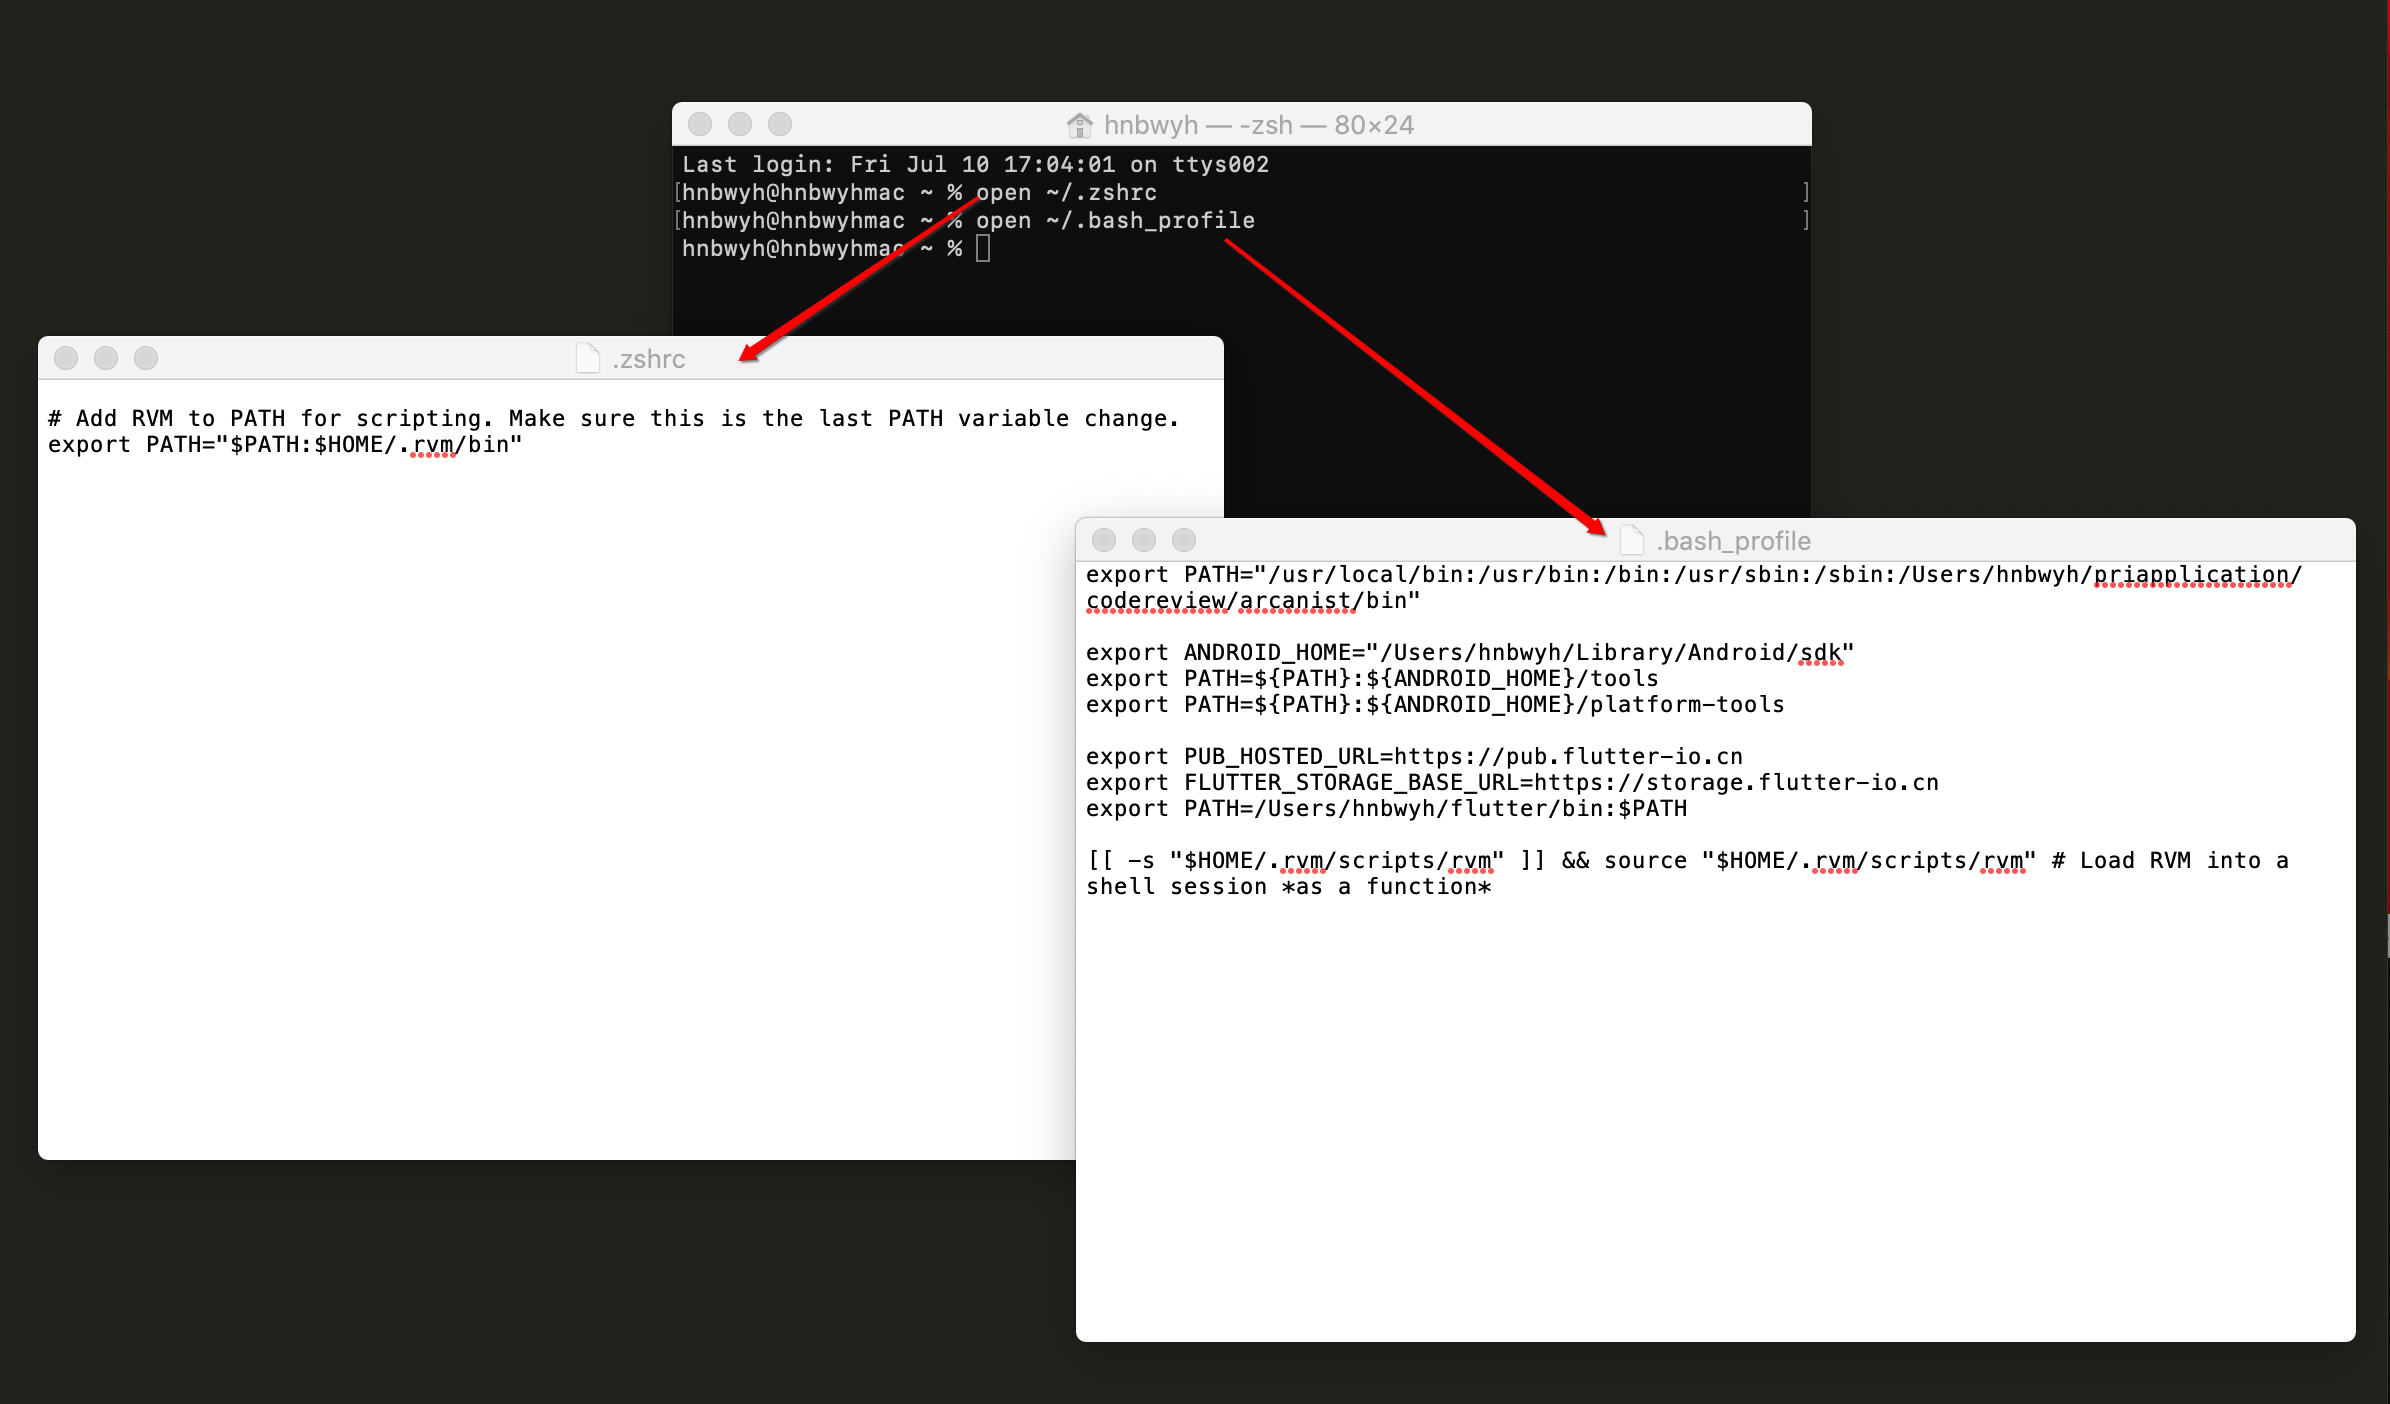 hnbwyh — -zsh — 80×24
Last login: Fri Jul 10 17:04:01 on ttys002
[hnbwyh@hnbwyhmac ~ % open ~/.zshrc ]
[hnbwyh@hnbwyhmac ~ % open ~/.bash_profile ]
hnbwyh@hnbwyhmac ~ %
.zshrc
# Add RVM to PATH for scripting. Make sure this is the last PATH variable change.
export PATH="$PATH:$HOME/.rvm/bin"
.bash_profile
export PATH="/usr/local/bin:/usr/bin:/bin:/usr/sbin:/sbin:/Users/hnbwyh/priapplication/
codereview/arcanist/bin"
export ANDROID_HOME="/Users/hnbwyh/Library/Android/sdk"
export PATH=${PATH}:${ANDROID_HOME}/tools
export PATH=${PATH}:${ANDROID_HOME}/platform-tools
export PUB_HOSTED_URL=https://pub.flutter-io.cn
export FLUTTER_STORAGE_BASE_URL=https://storage.flutter-io.cn
export PATH=/Users/hnbwyh/flutter/bin:$PATH
[[ -s "$HOME/.rvm/scripts/rvm" ]] && source "$HOME/.rvm/scripts/rvm" # Load RVM into a
shell session *as a function*